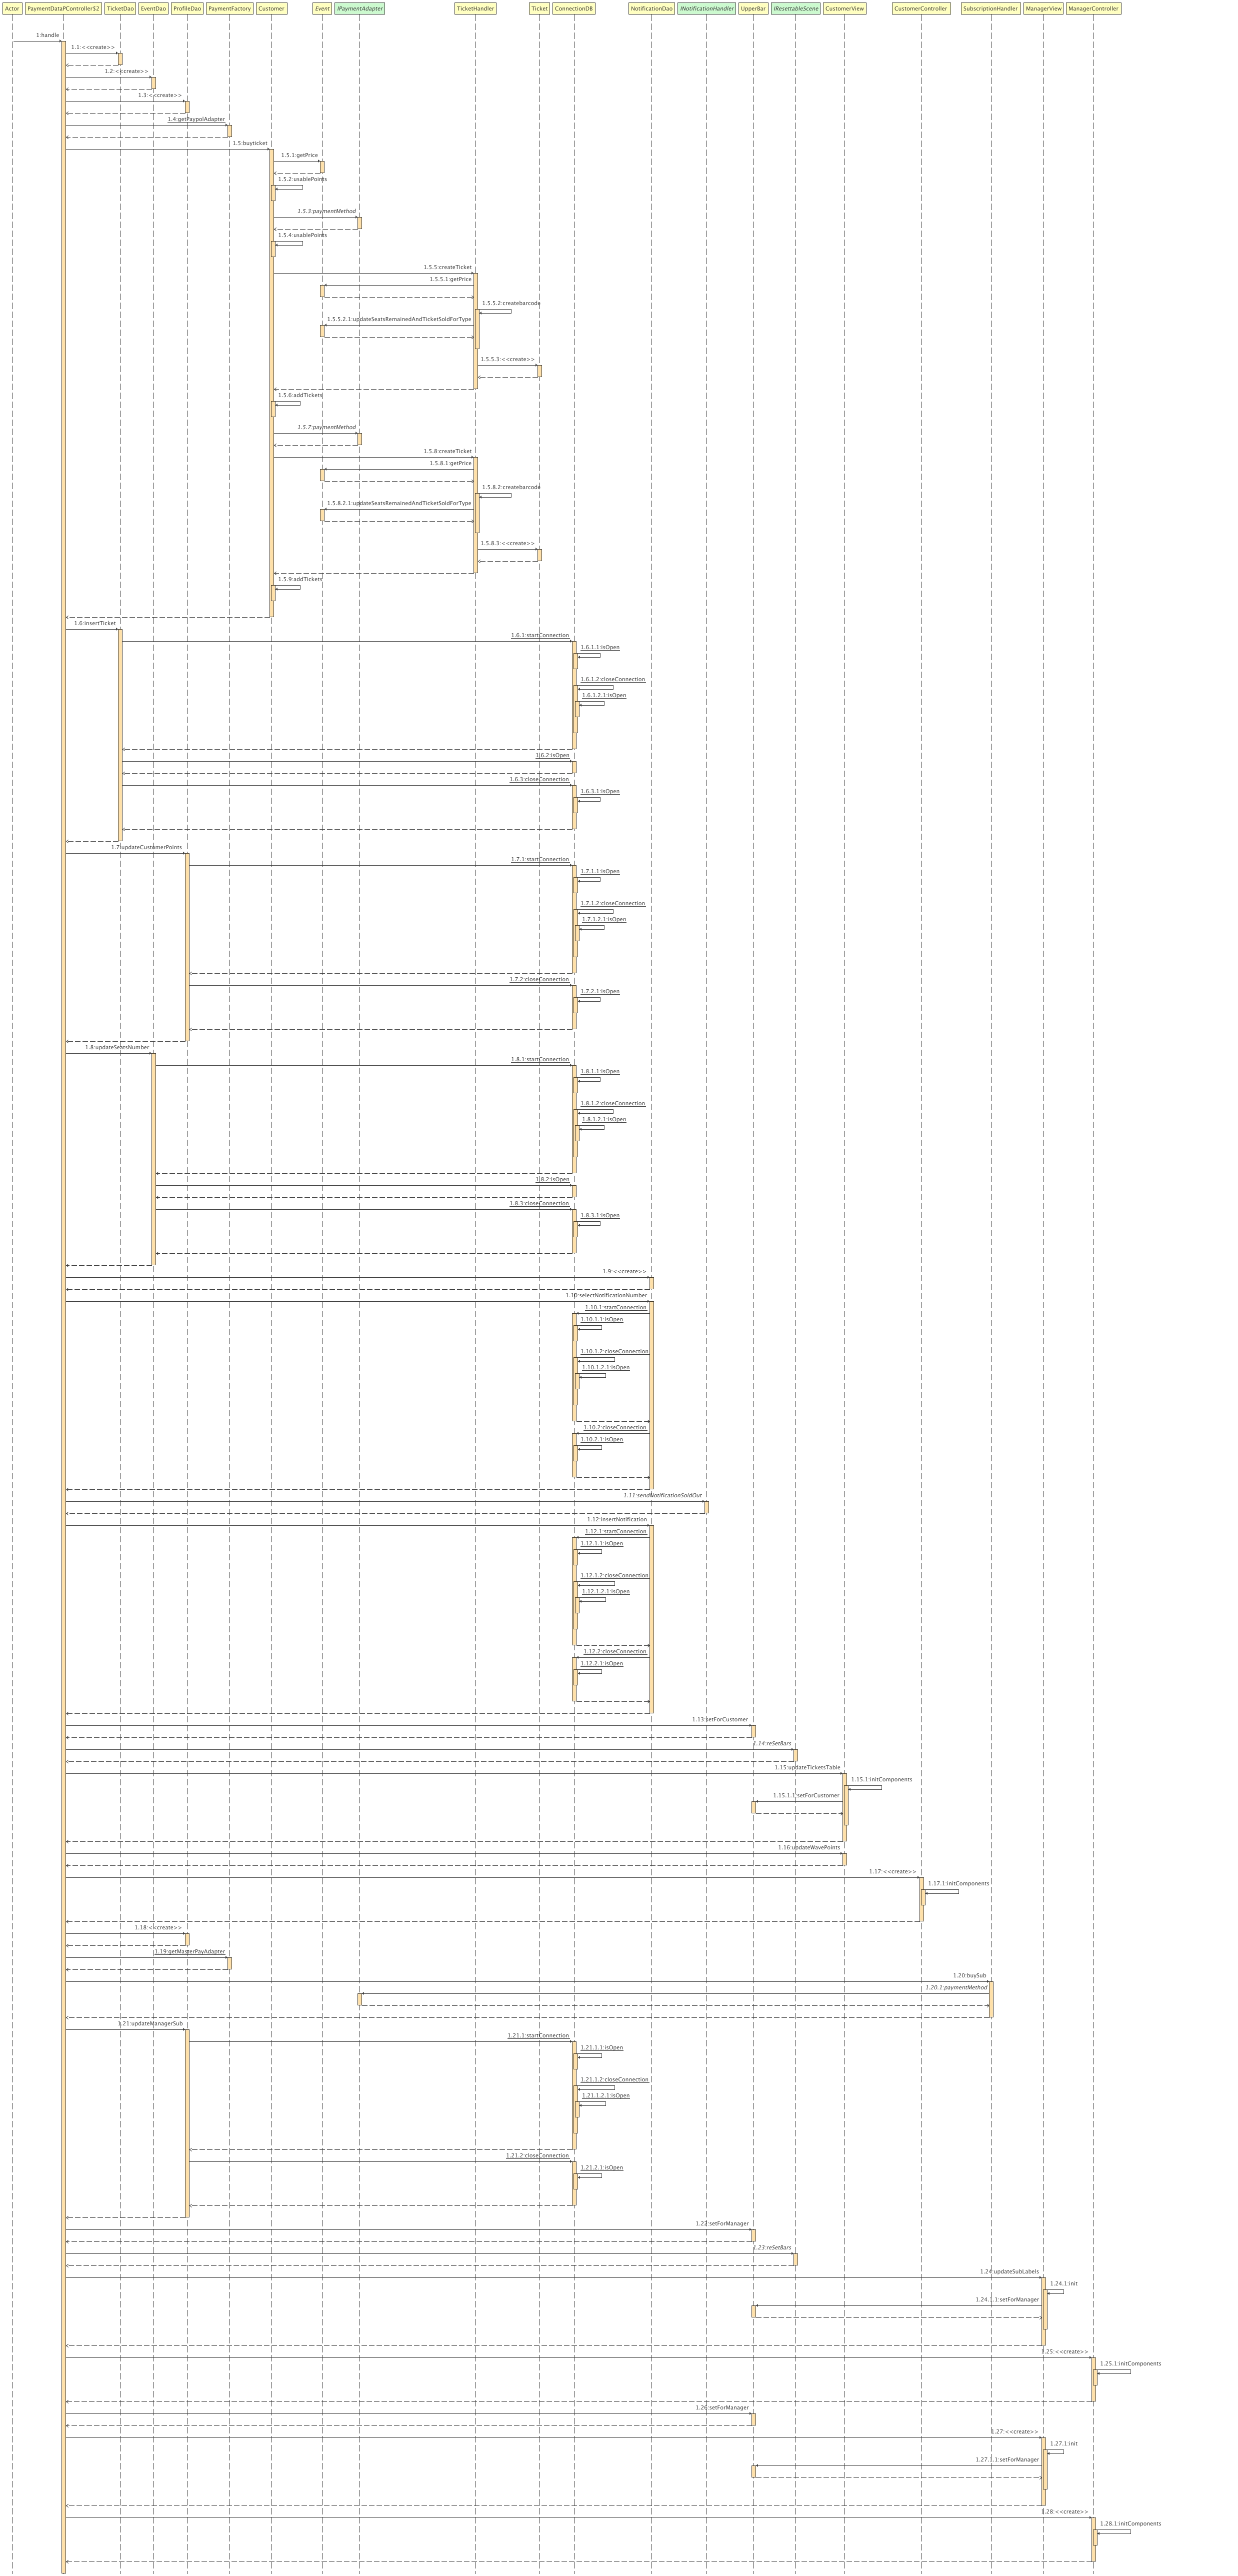 Actor
PaymentDataPControllerS2
TicketDao
EventDao
ProfileDao
PaymentFactory
Customer
Event
IPaymentAdapter
TicketHandler
Ticket
ConnectionDB
NotificationDao
INotificationHandler
UpperBar
IResettableScene
CustomerView
CustomerController
SubscriptionHandler
ManagerView
ManagerController
1:handle
1.1:<<create>>
1.2:<<create>>
1.3:<<create>>
1.4:getPaypolAdapter
1.5:buyticket
1.5.1:getPrice
1.5.2:usablePoints
1.5.3:paymentMethod
1.5.4:usablePoints
1.5.5:createTicket
1.5.5.1:getPrice
1.5.5.2:createbarcode
1.5.5.2.1:updateSeatsRemainedAndTicketSoldForType
1.5.5.3:<<create>>
1.5.6:addTickets
1.5.7:paymentMethod
1.5.8:createTicket
1.5.8.1:getPrice
1.5.8.2:createbarcode
1.5.8.2.1:updateSeatsRemainedAndTicketSoldForType
1.5.8.3:<<create>>
1.5.9:addTickets
1.6:insertTicket
1.6.1:startConnection
1.6.1.1:isOpen
1.6.1.2:closeConnection
1.6.1.2.1:isOpen
1.6.2:isOpen
1.6.3:closeConnection
1.6.3.1:isOpen
1.7:updateCustomerPoints
1.7.1:startConnection
1.7.1.1:isOpen
1.7.1.2:closeConnection
1.7.1.2.1:isOpen
1.7.2:closeConnection
1.7.2.1:isOpen
1.8:updateSeatsNumber
1.8.1:startConnection
1.8.1.1:isOpen
1.8.1.2:closeConnection
1.8.1.2.1:isOpen
1.8.2:isOpen
1.8.3:closeConnection
1.8.3.1:isOpen
1.9:<<create>>
1.10:selectNotificationNumber
1.10.1:startConnection
1.10.1.1:isOpen
1.10.1.2:closeConnection
1.10.1.2.1:isOpen
1.10.2:closeConnection
1.10.2.1:isOpen
1.11:sendNotificationSoldOut
1.12:insertNotification
1.12.1:startConnection
1.12.1.1:isOpen
1.12.1.2:closeConnection
1.12.1.2.1:isOpen
1.12.2:closeConnection
1.12.2.1:isOpen
1.13:setForCustomer
1.14:reSetBars
1.15:updateTicketsTable
1.15.1:initComponents
1.15.1.1:setForCustomer
1.16:updateWavePoints
1.17:<<create>>
1.17.1:initComponents
1.18:<<create>>
1.19:getMasterPayAdapter
1.20:buySub
1.20.1:paymentMethod
1.21:updateManagerSub
1.21.1:startConnection
1.21.1.1:isOpen
1.21.1.2:closeConnection
1.21.1.2.1:isOpen
1.21.2:closeConnection
1.21.2.1:isOpen
1.22:setForManager
1.23:reSetBars
1.24:updateSubLabels
1.24.1:init
1.24.1.1:setForManager
1.25:<<create>>
1.25.1:initComponents
1.26:setForManager
1.27:<<create>>
1.27.1:init
1.27.1.1:setForManager
1.28:<<create>>
1.28.1:initComponents